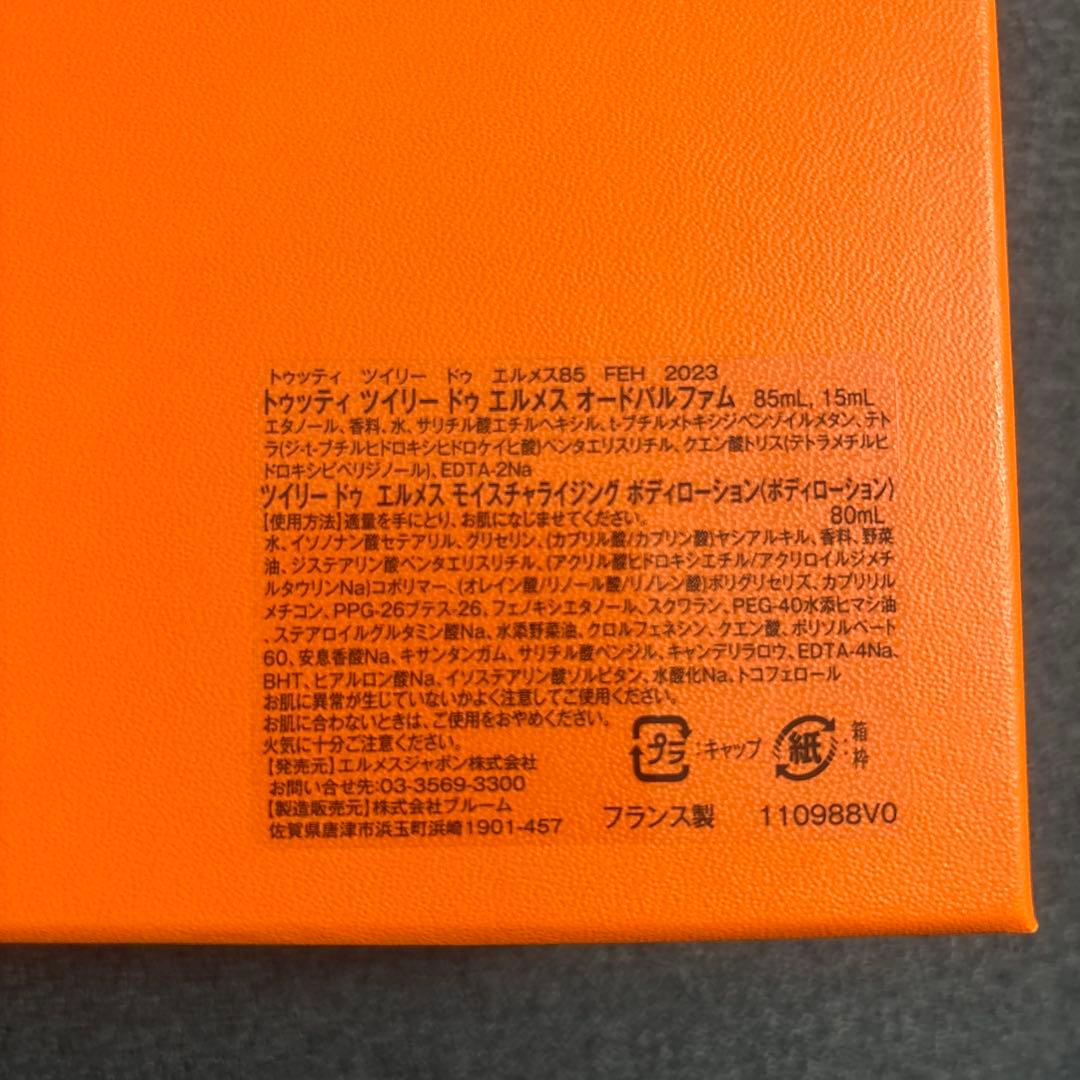 トゥッティ　ツイリー　ドゥ　エルメス85　FEH　2023
トゥッティ ツイリー ドゥ エルメス オードパルファム　85mL, 15mL
エタノール、香料、水、サリチル酸エチルヘキシル、t-ブチルメトキシジベンゾイルメタン、テト
ラ(ジ-t-ブチルヒドロキシヒドロケイヒ酸)ペンタエリスリチル、クエン酸トリス(テトラメチルヒ
ドロキシピペリジノール)、EDTA-2Na
ツイリー ドゥ エルメス モイスチャライジング ボディローション(ボディローション)
80mL
【使用方法】適量を手にとり、お肌になじませてください。
水、イソノナン酸セテアリル、グリセリン、(カプリル酸/カプリン酸)ヤシアルキル、香料、野菜
油、ジステアリン酸ペンタエリスリチル、(アクリル酸ヒドロキシエチル/アクリロイルジメチ
ルタウリンNa)コポリマー、(オレイン酸/リノール酸/リノレン酸)ポリグリセリズ、カプリリル
メチコン、PPG-26ブテス-26、フェノキシエタノール、スクワラン、PEG-40水添ヒマシ油
、ステアロイルグルタミン酸Na、水添野菜油、クロルフェネシン、クエン酸、ポリソルベート
60、安息香酸Na、キサンタンガム、サリチル酸ベンジル、キャンデリラロウ、EDTA-4Na、
BHT、ヒアルロン酸Na、イソステアリン酸ソルビタン、水酸化Na、トコフェロール
お肌に異常が生じていないかよく注意してご使用ください。
お肌に合わないときは、ご使用をおやめください。
火気に十分ご注意ください。
【発売元】エルメスジャポン株式会社
お問い合せ先:03-3569-3300
【製造販売元】株式会社ブルーム
佐賀県唐津市浜玉町浜崎1901-457
プラ :キャップ 紙 :箱 枠
フランス製　110988V0